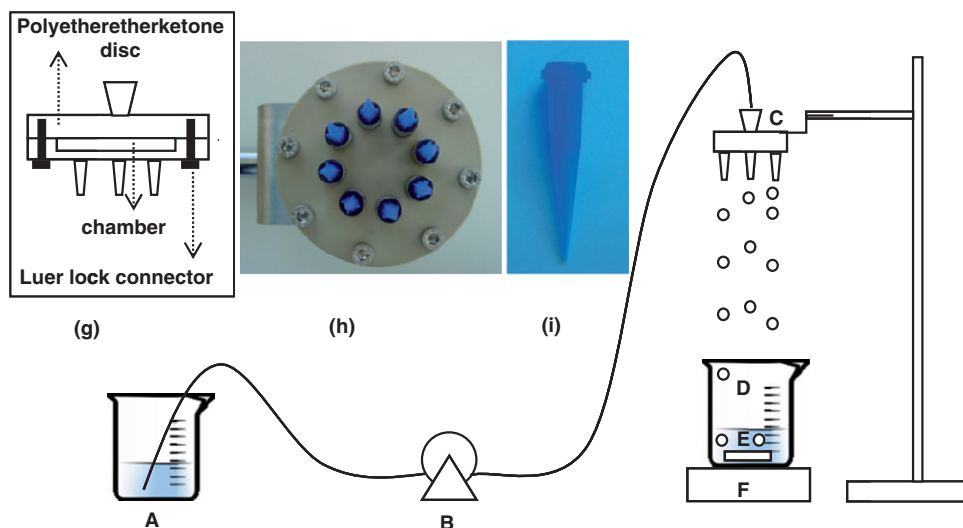 Polyetheretherketone
disc
chamber
Luer lock connector
(g)
(h)
(i)
A
B
C
D
E
F